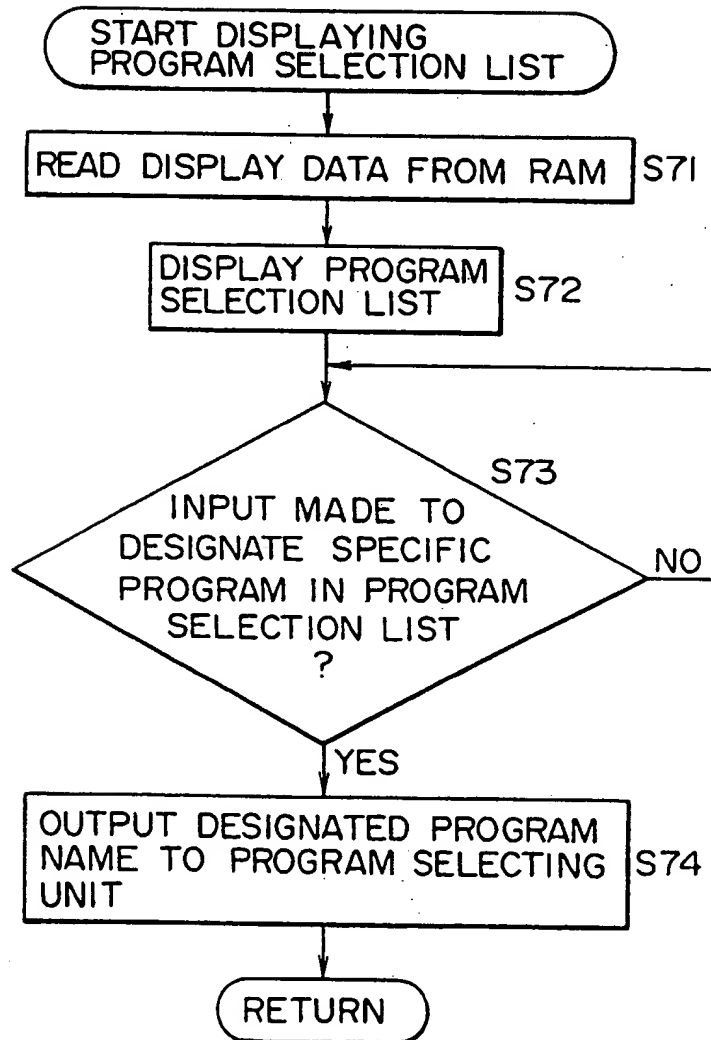 START DISPLAYING
PROGRAM SELECTION LIST
READ DISPLAY DATA FROM RAM
S71
DISPLAY PROGRAM
SELECTION LIST
S72
S73
INPUT MADE TO
DESIGNATE SPECIFIC
PROGRAM IN PROGRAM
SELECTION LIST
?
NO
YES
OUTPUT DESIGNATED PROGRAM
NAME TO PROGRAM SELECTING
UNIT
S74
RETURN